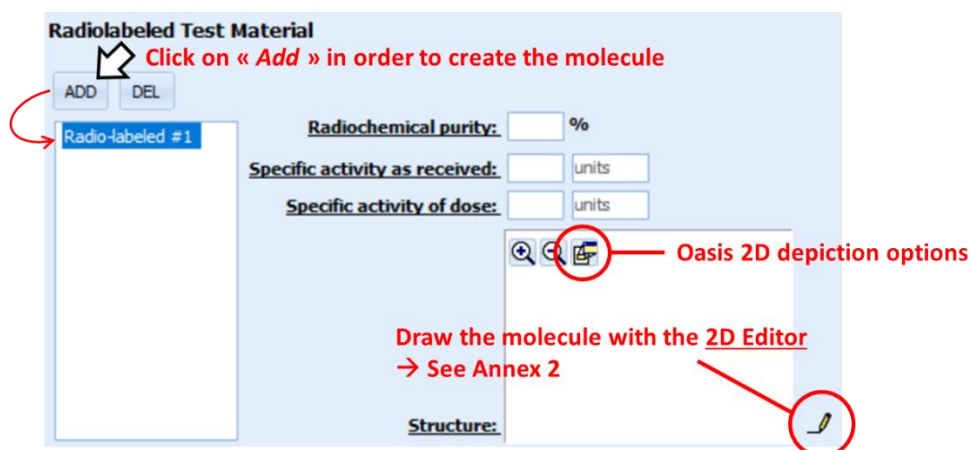 Radiolabeled Test Material
Click on « Add » in order to create the molecule
ADD DEL
Radio-labeled #1
Radiochemical purity: %
Specific activity as received: units
Specific activity of dose: units
Oasis 2D depiction options
Draw the molecule with the 2D Editor
→ See Annex 2
Structure: